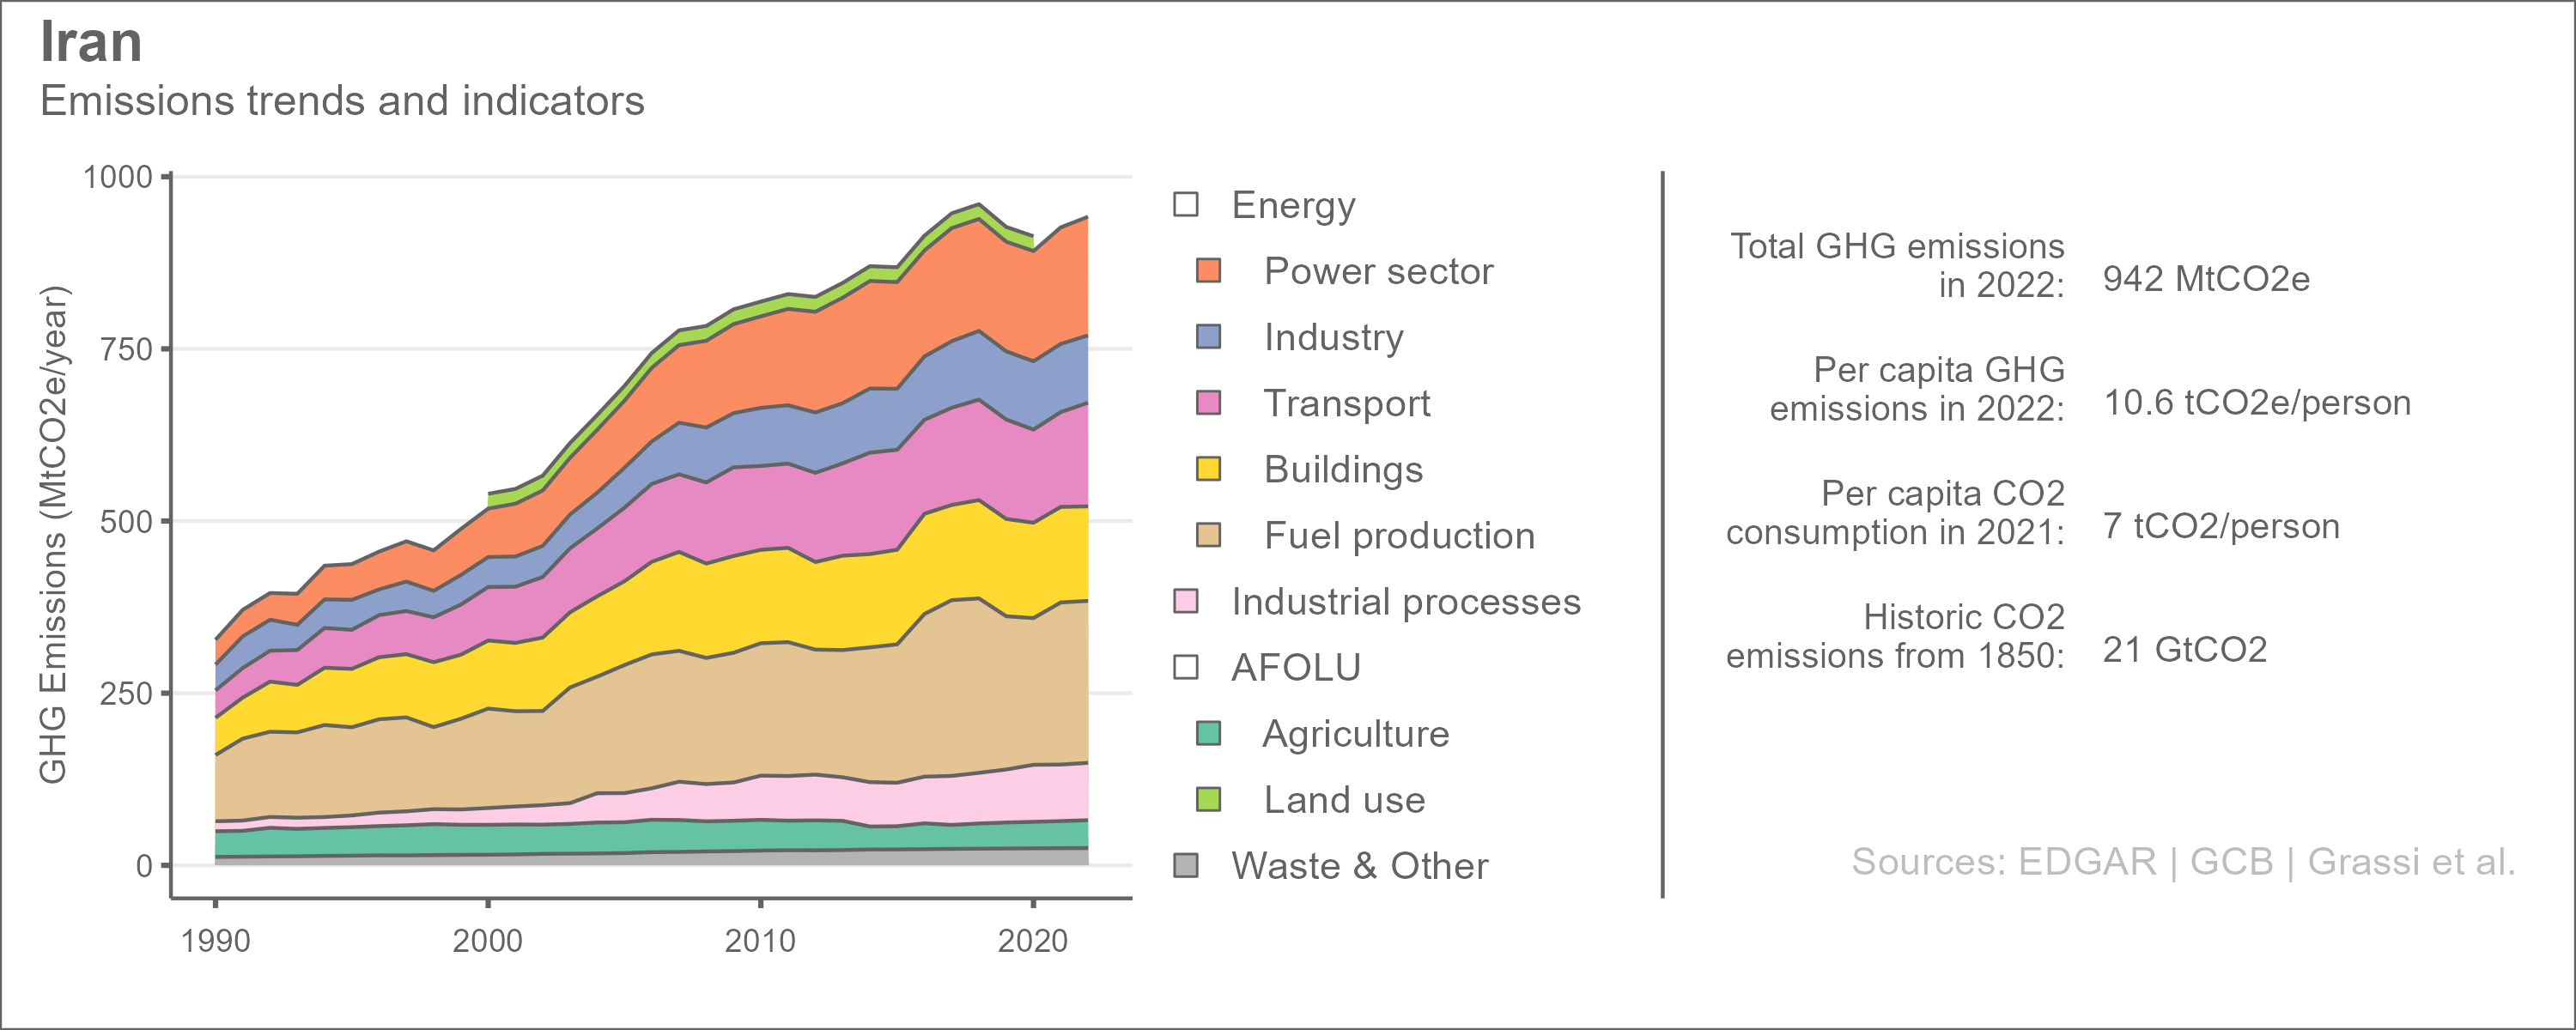 Iran
Emissions trends and indicators
GHG Emissions (MtCO2e/year)
1000
750
500
250
0
1990
2000
2010
2020
Energy
Power sector
Industry
Transport
Buildings
Fuel production
Industrial processes
AFOLU
Agriculture
Land use
Waste & Other
Total GHG emissions
in 2022:
942 MtCO2e
Per capita GHG
emissions in 2022:
10.6 tCO2e/person
Per capita CO2
consumption in 2021:
7 tCO2/person
Historic CO2
emissions from 1850:
21 GtCO2
Sources: EDGAR | GCB | Grassi et al.